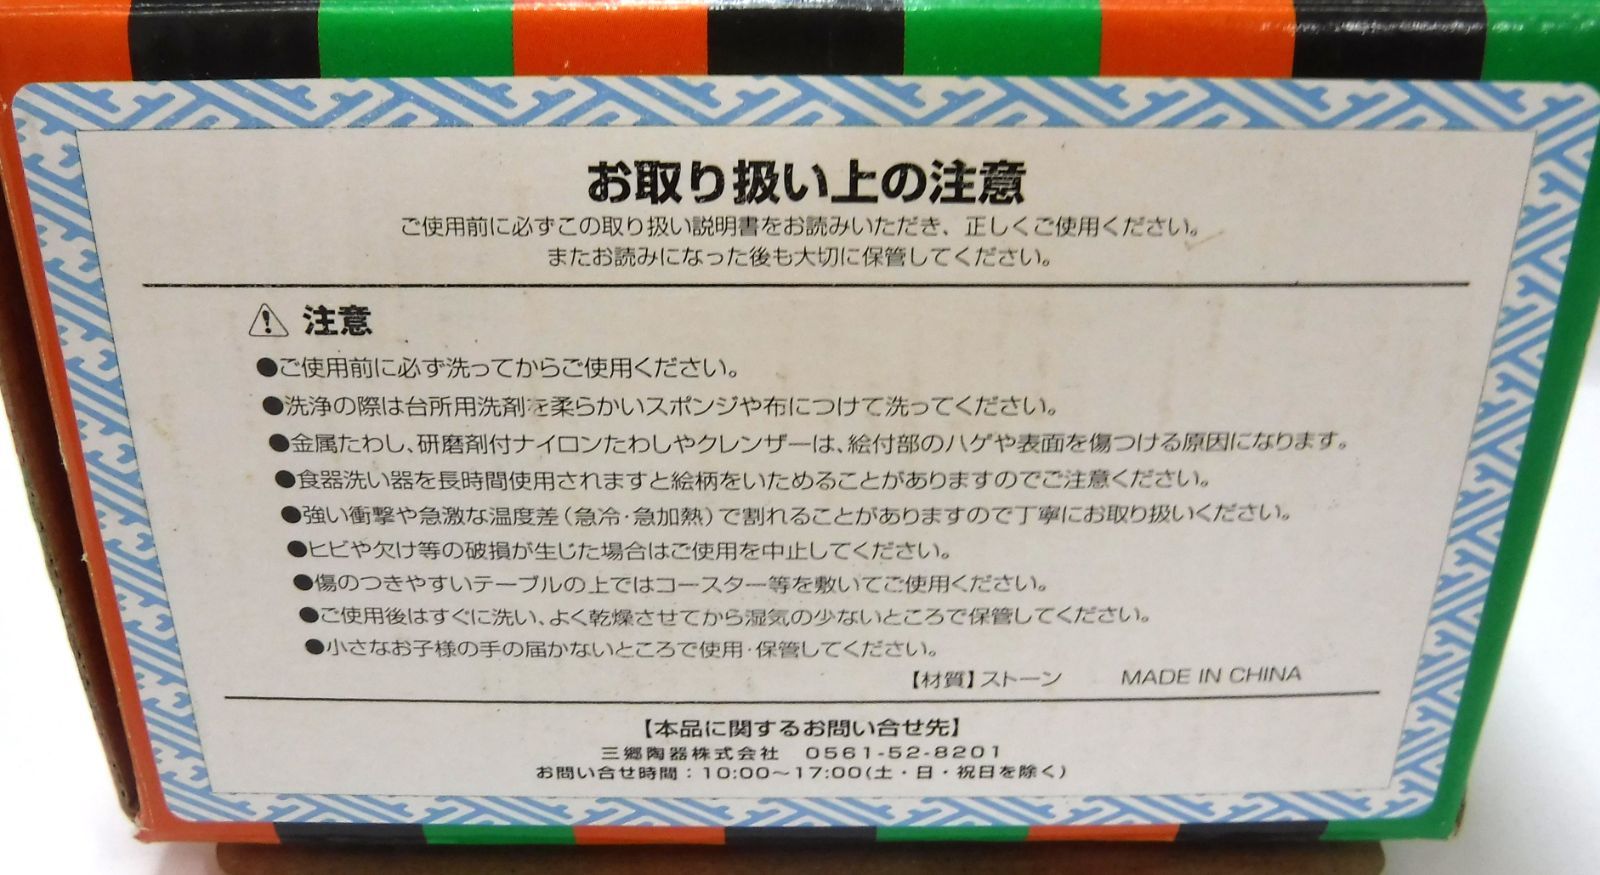 お取り扱い上の注意
ご使用前に必ずこの取り扱い説明書をお読みいただき、正しくご使用ください。
またお読みになった後も大切に保管してください。
注意
●ご使用前に必ず洗ってからご使用ください。
●洗浄の際は台所用洗剤を柔らかいスポンジや布につけて洗ってください。
●金属たわし、研磨剤付ナイロンたわしやクレンザーは、絵付部のハゲや表面を傷つける原因になります。
●食器洗い器を長時間使用されますと絵柄をいためることがありますのでご注意ください。
●強い衝撃や急激な温度差(急冷・急加熱)で割れることがありますので丁寧にお取り扱いください。
●ヒビや欠け等の破損が生じた場合はご使用を中止してください。
●傷のつきやすいテーブルの上ではコースター等を敷いてご使用ください。
●ご使用後はすぐに洗い、よく乾燥させてから湿気の少ないところで保管してください。
●小さなお子様の手の届かないところで使用・保管してください。
【材質】ストーン MADE IN CHINA
【本品に関するお問い合せ先】
三郷陶器株式会社 0561-52-8201
お問い合せ時間：10:00～17:00(土・日・祝日を除く)